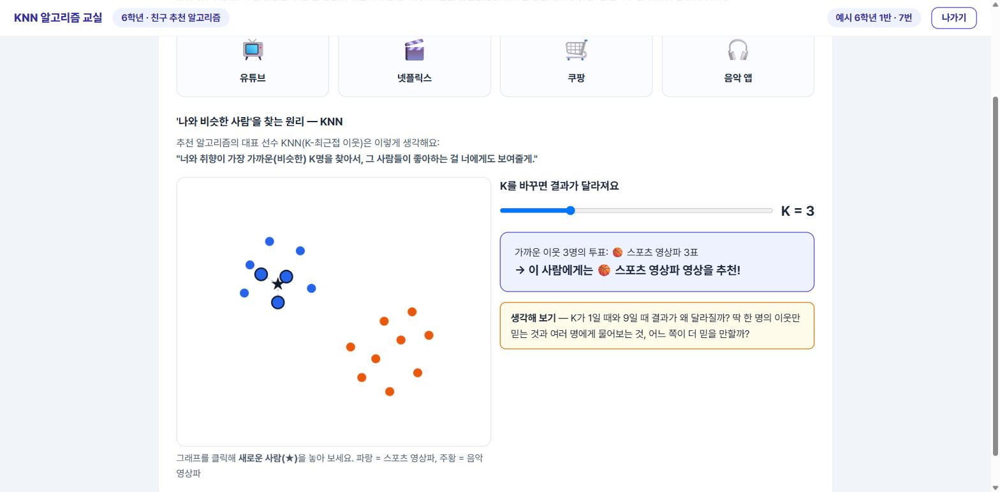 KNN 알고리즘 교실
6학년 · 친구 추천 알고리즘
예시 6학년 1반 · 7번
나가기
유튜브
넷플릭스
쿠팡
음악 앱
'나와 비슷한 사람'을 찾는 원리 — KNN
추천 알고리즘의 대표 선수 KNN(K-최근접 이웃)은 이렇게 생각해요:
"너와 취향이 가장 가까운(비슷한) K명을 찾아서, 그 사람들이 좋아하는 걸 너에게도 보여줄게."
그래프를 클릭해 새로운 사람(★)을 놓아 보세요. 파랑 = 스포츠 영상파, 주황 = 음악
영상파
K를 바꾸면 결과가 달라져요
K = 3
가까운 이웃 3명의 투표: 🏀 스포츠 영상파 3표
→ 이 사람에게는 🏀 스포츠 영상파 영상을 추천!
생각해 보기 — K가 1일 때와 9일 때 결과가 왜 달라질까? 딱 한 명의 이웃만
믿는 것과 여러 명에게 물어보는 것, 어느 쪽이 더 믿을 만할까?